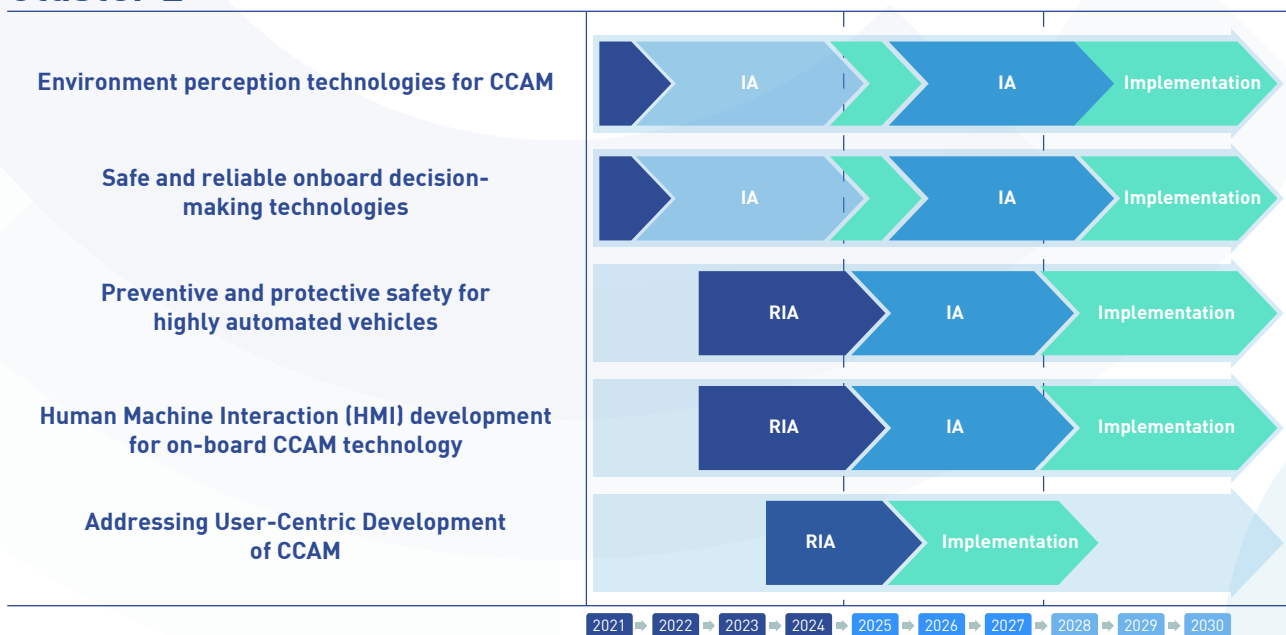 Environment perception technologies for CCAM
IA
IA
Implementation
Safe and reliable onboard decision-
making technologies
IA
IA
Implementation
Preventive and protective safety for
highly automated vehicles
RIA
IA
Implementation
Human Machine Interaction (HMI) development
for on-board CCAM technology
RIA
IA
Implementation
Addressing User-Centric Development
of CCAM
RIA
Implementation
2021 2022 2023 2024 2025 2026 2027 2028 2029 2030